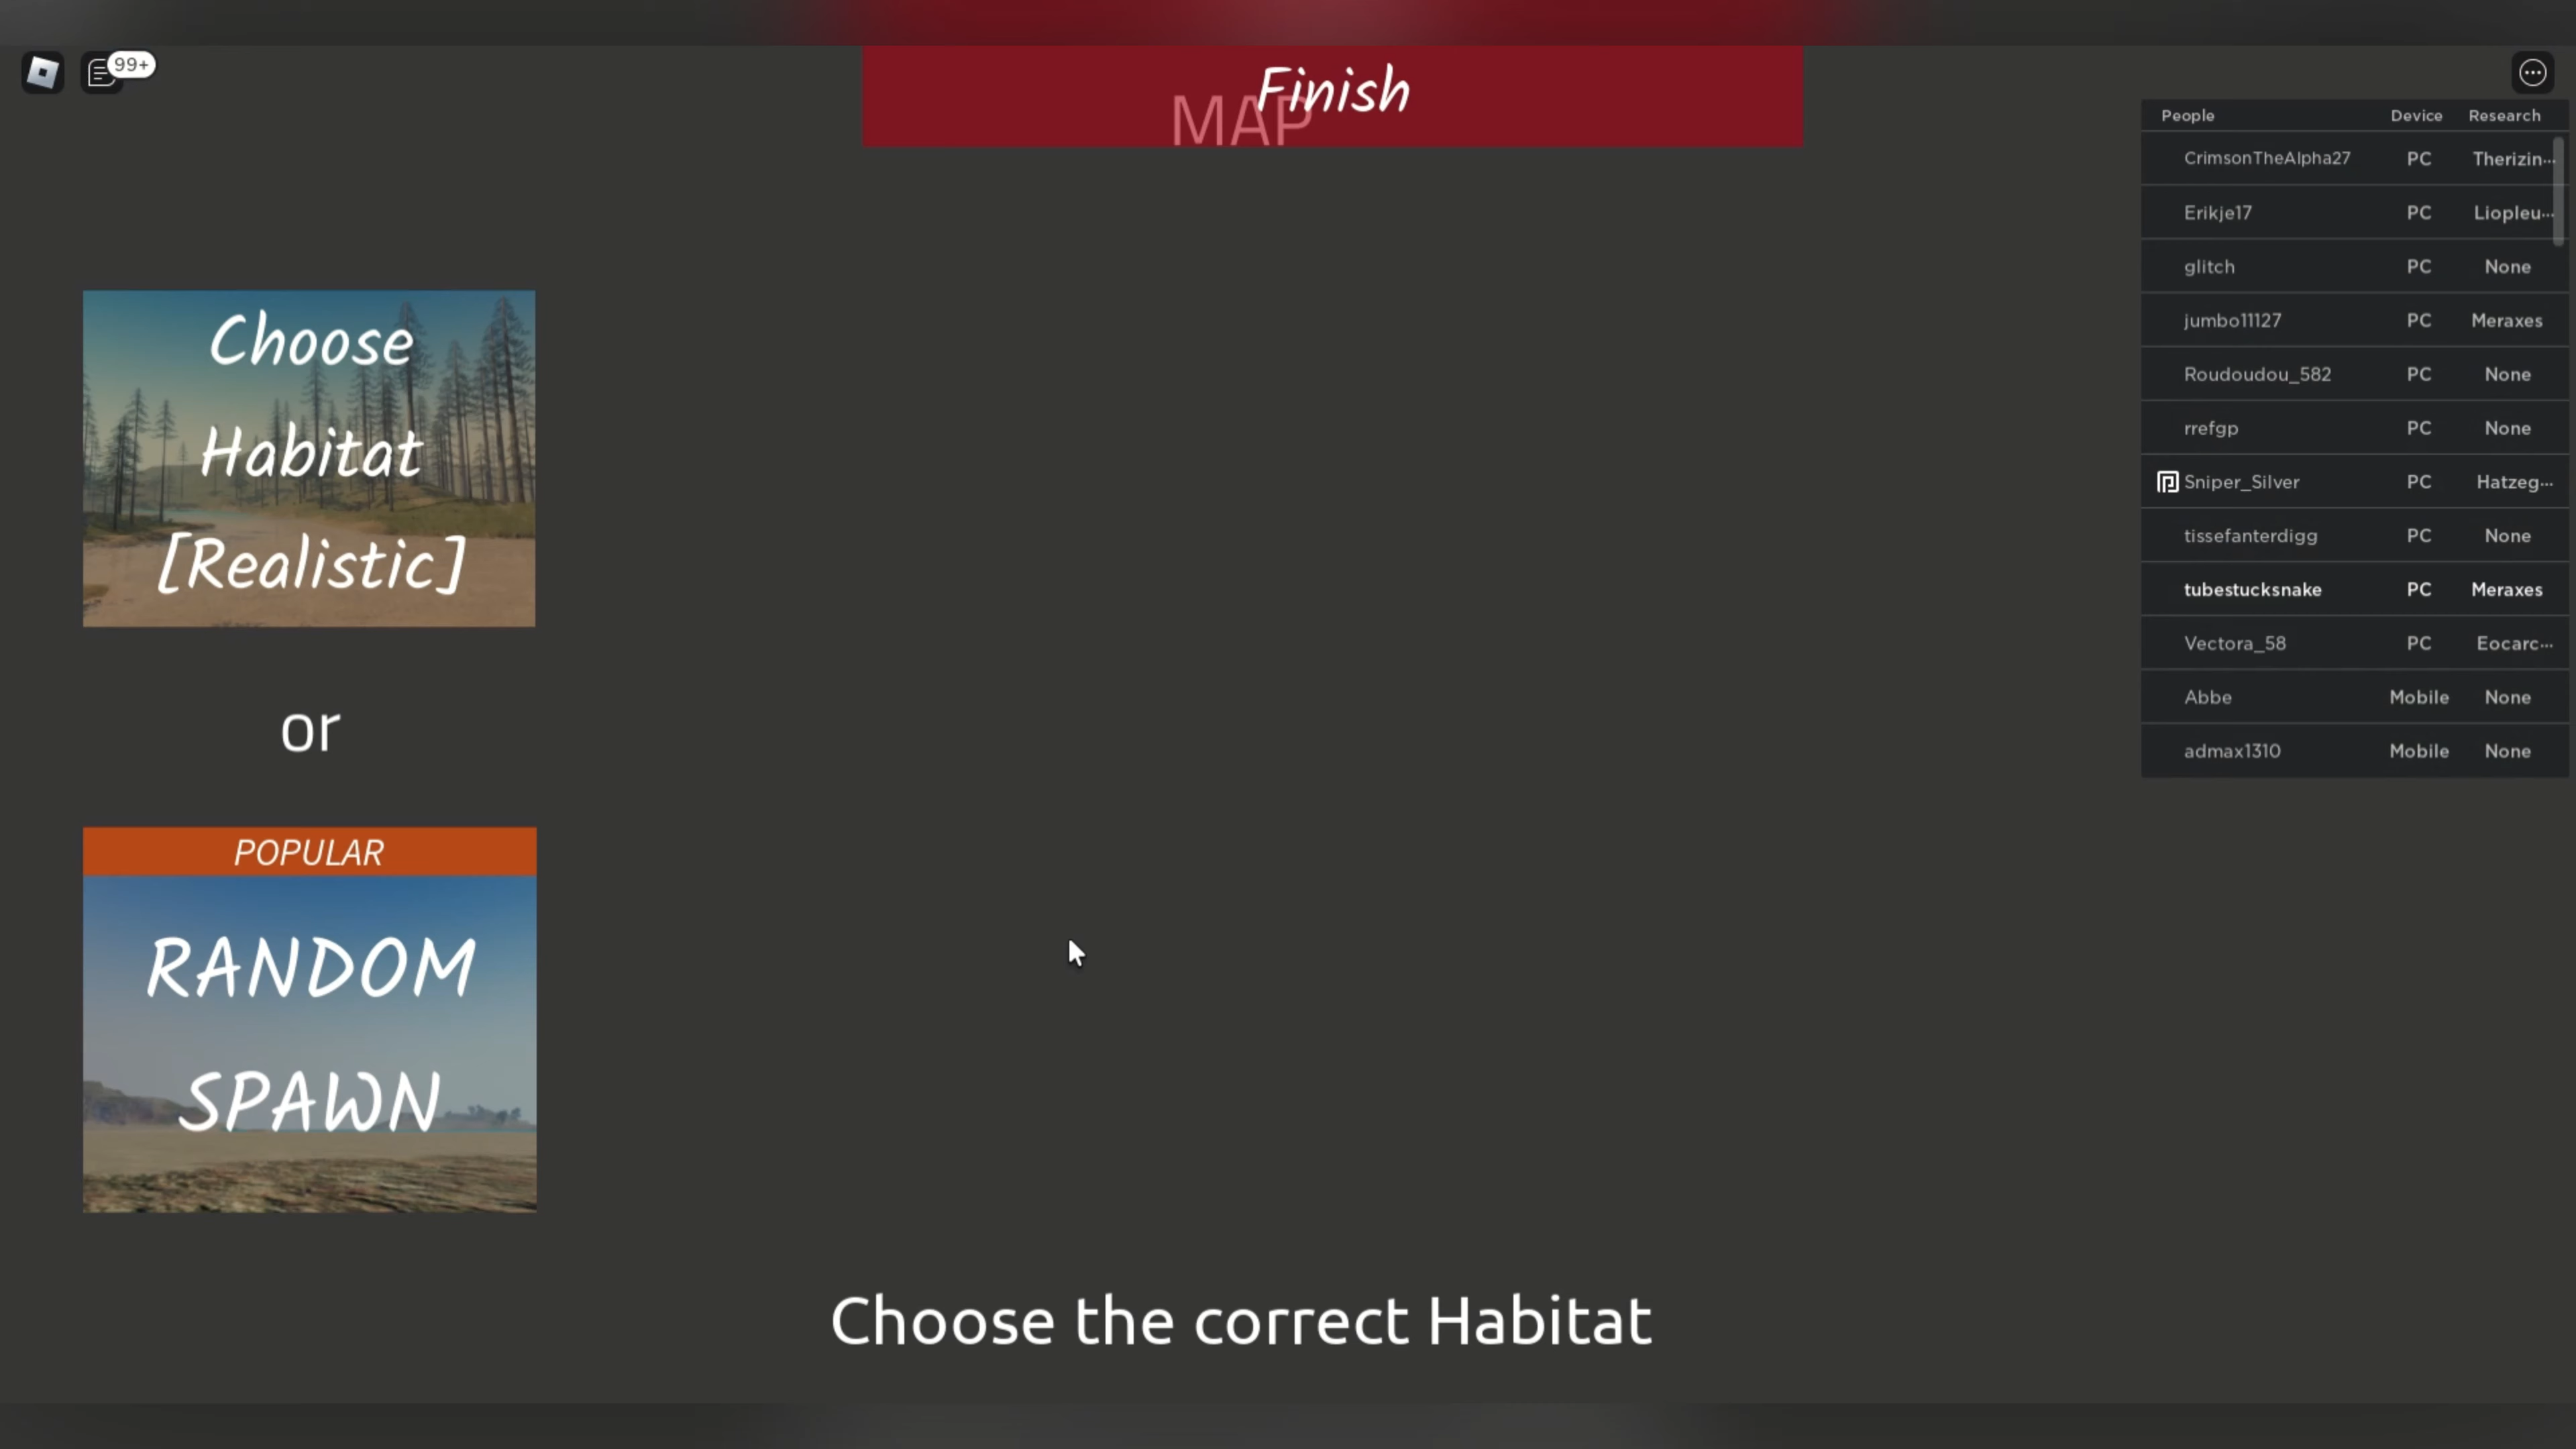 99+
Finish
MAP
Choose
Habitat
[Realistic]
or
POPULAR
RANDOM
SPAWN
Choose the correct Habitat
People Device Research
CrimsonTheAlpha27 PC Therizin...
Erikje17 PC Liopleu...
glitch PC None
jumbo11127 PC Meraxes
Roudoudou_582 PC None
rrefgp PC None
Sniper_Silver PC Hatzeg...
tissefanterdigg PC None
tubestucksnake PC Meraxes
Vectora_58 PC Eocarc...
Abbe Mobile None
admax1310 Mobile None